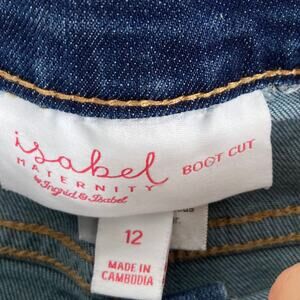 isabel
MATERNITY
by Ingrid & Isabel
BOOT CUT
12
MADE IN
CAMBODIA